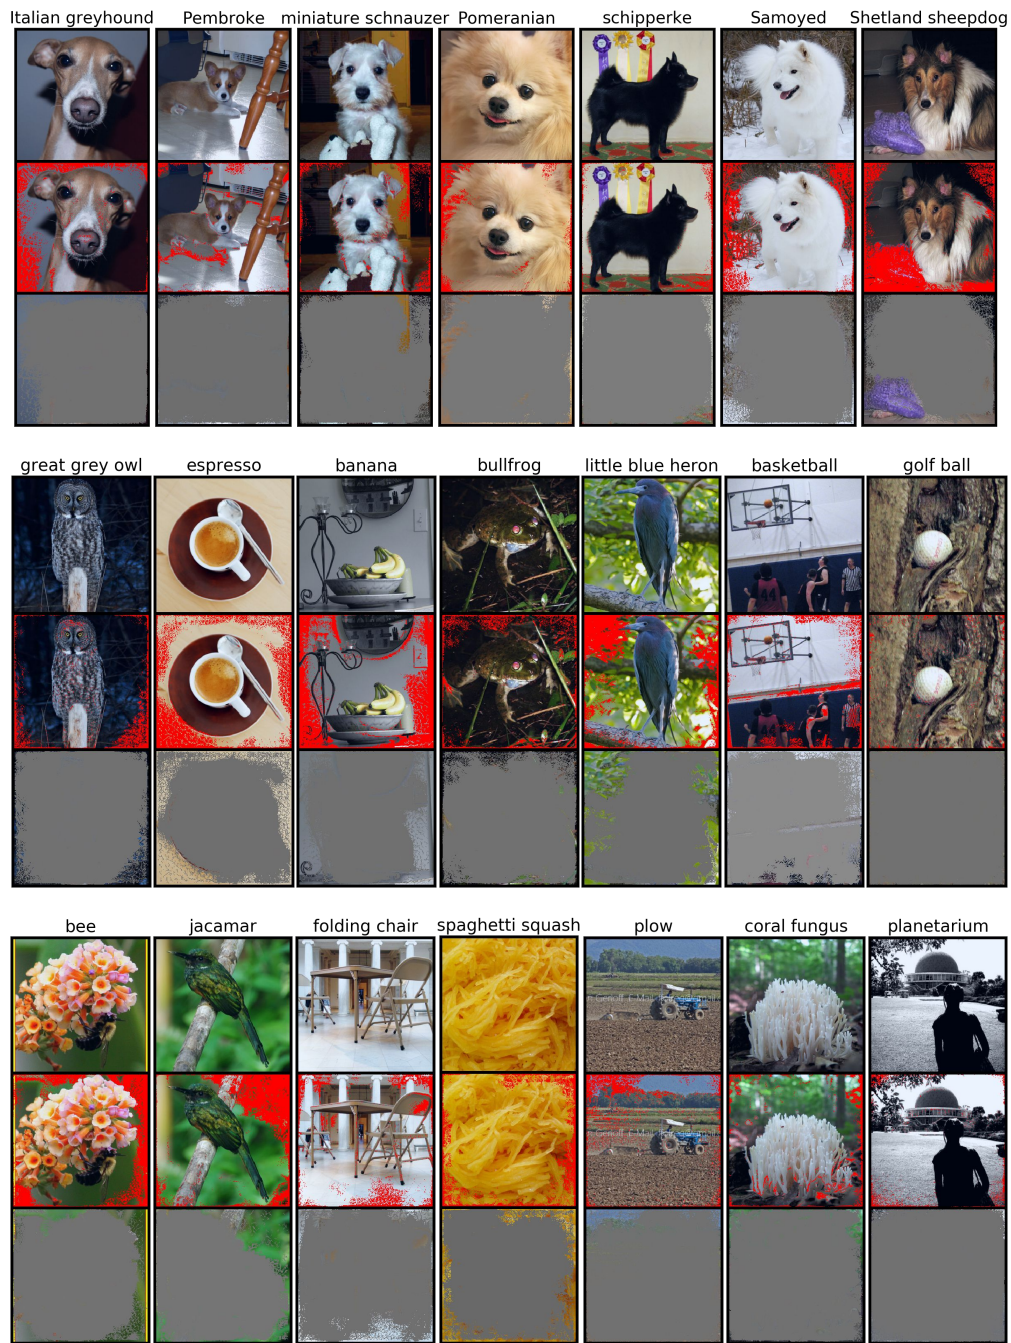 Italian greyhound Pembroke miniature schnauzer Pomeranian schipperke Samoyed Shetland sheepdog
great grey owl espresso banana bullfrog little blue heron basketball golf ball
bee jacamar folding chair spaghetti squash plow coral fungus planetarium